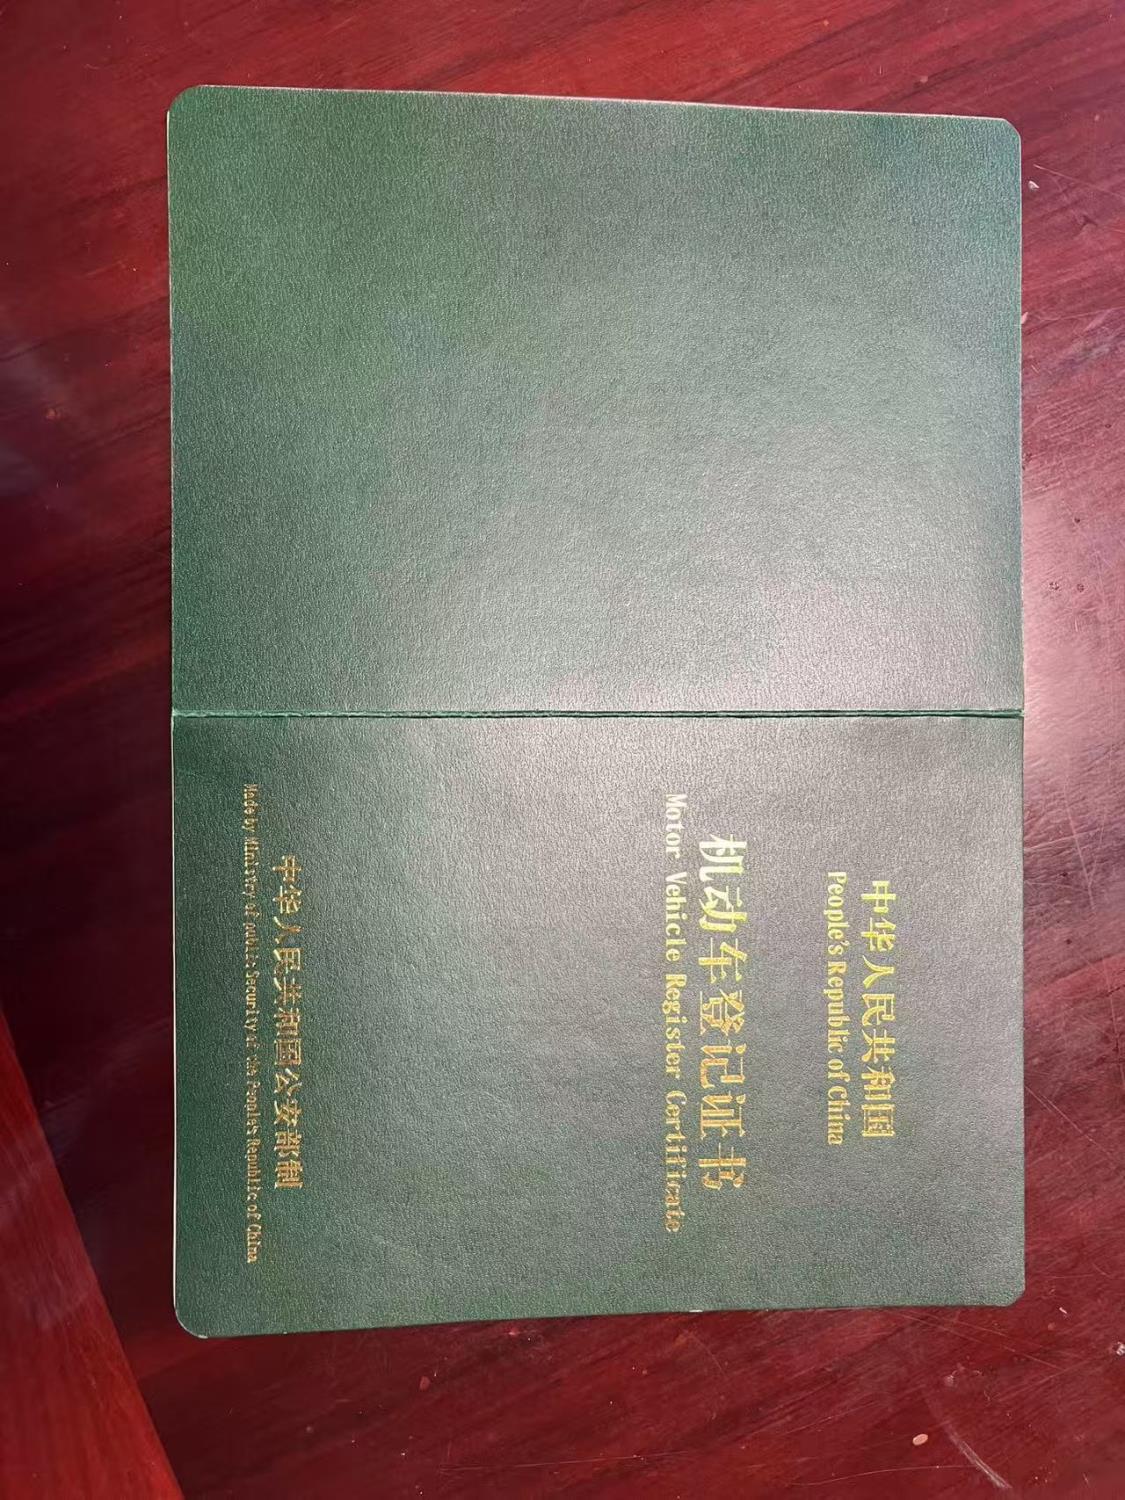 中华人民共和国
People's Republic of China
机动车登记证书
Motor Vehicle Register Certificate
中华人民共和国公安部制
Made by Ministry of public Security of the People's Republic of China